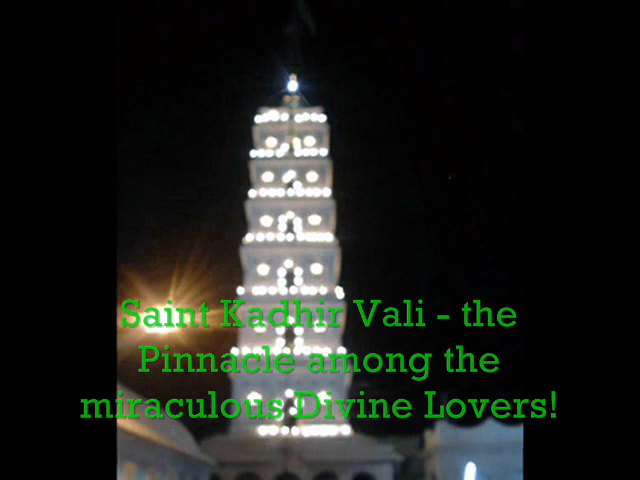 Saint Kadhir Vali - the
Pinnacle among the
miraculous Divine Lovers!